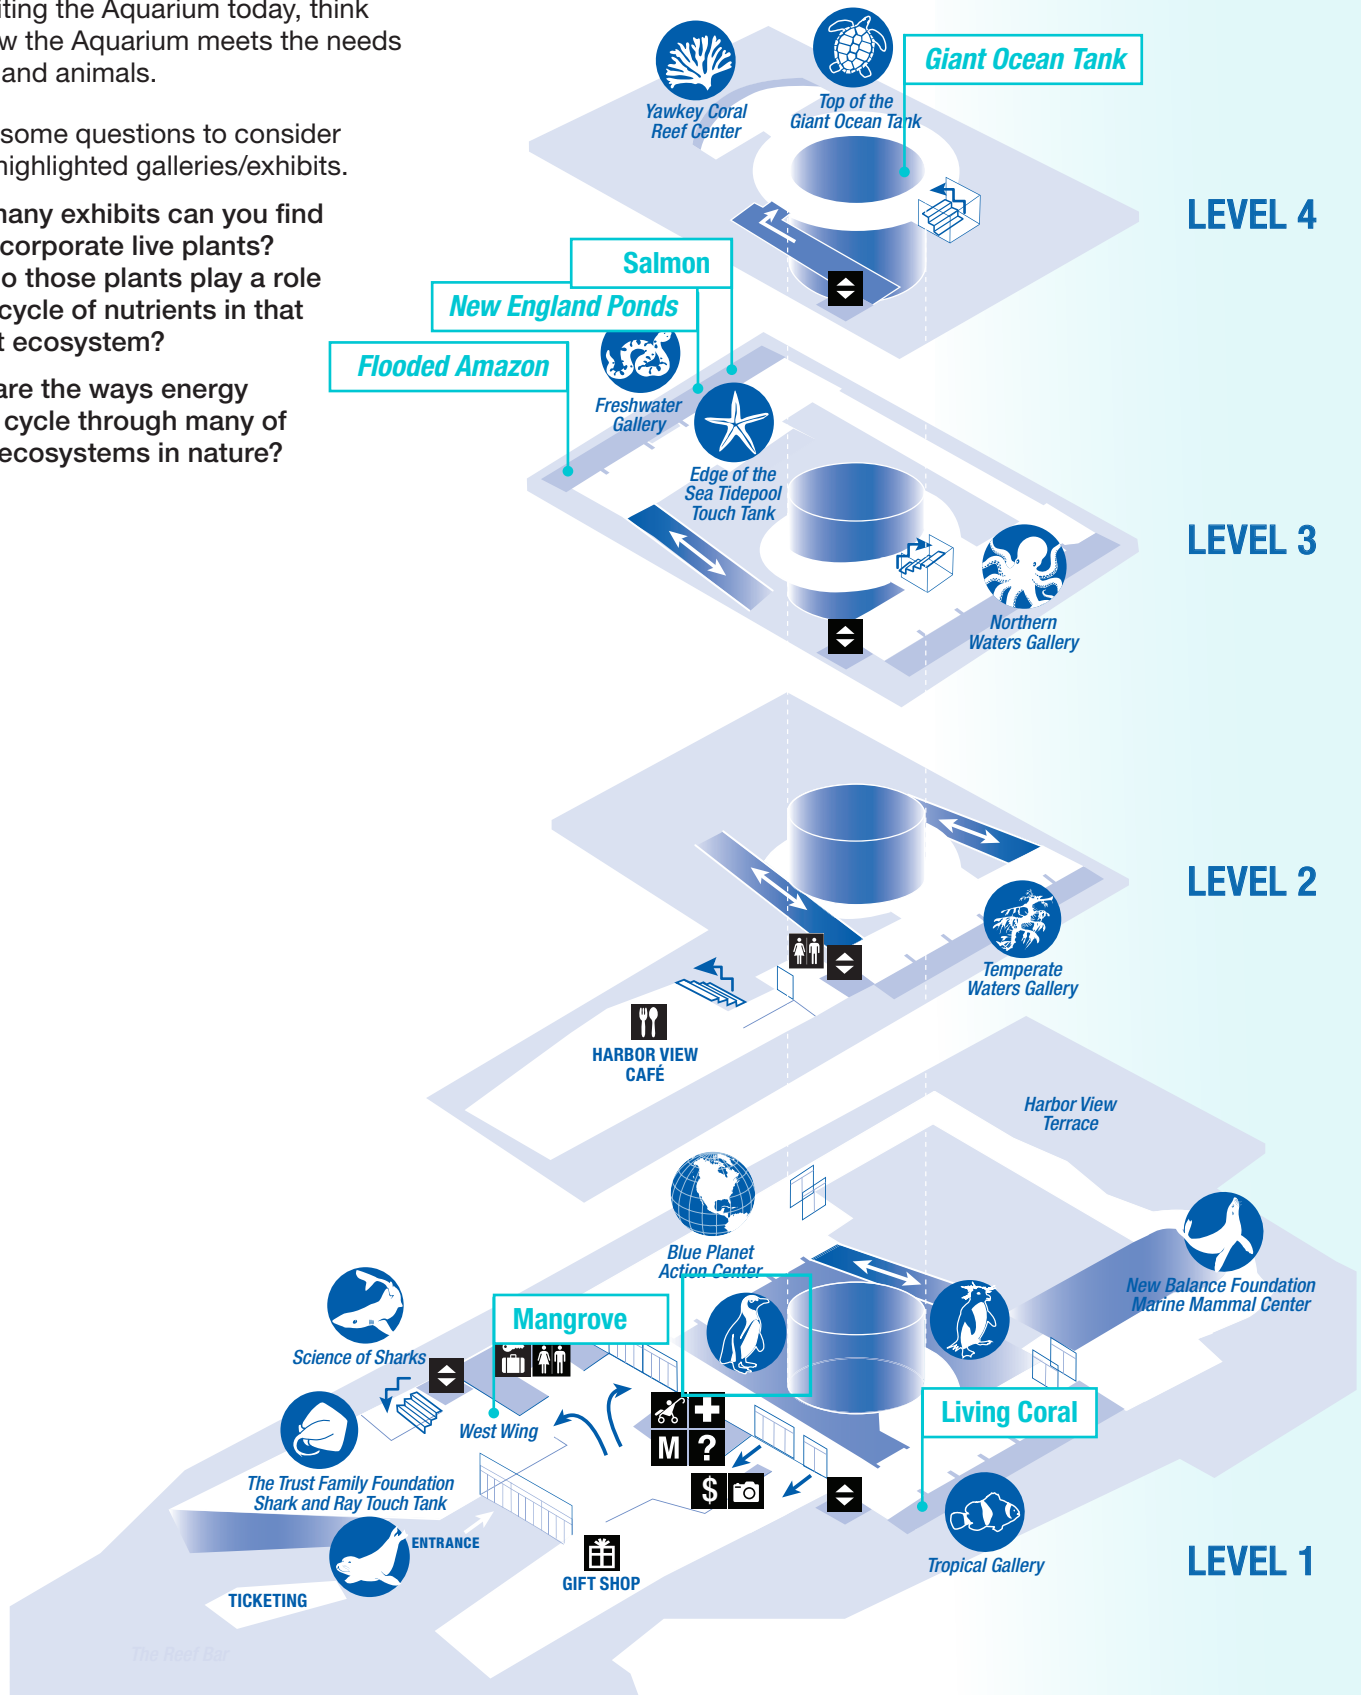 iting the Aquarium today, think
w the Aquarium meets the needs
and animals.
some questions to consider
highlighted galleries/exhibits.
nany exhibits can you find
corporate live plants?
o those plants play a role
cycle of nutrients in that
t ecosystem?
are the ways energy
cycle through many of
ecosystems in nature?
Yawkey Coral
Reef Center
Top of the
Giant Ocean Tank
Giant Ocean Tank
LEVEL 4
Salmon
New England Ponds
Flooded Amazon
Freshwater
Gallery
Edge of the
Sea Tidepool
Touch Tank
Northern
Waters Gallery
LEVEL 3
LEVEL 2
Temperate
Waters Gallery
HARBOR VIEW
CAFÉ
Harbor View
Terrace
Blue Planet
Action Center
New Balance Foundation
Marine Mammal Center
Mangrove
Science of Sharks
West Wing
Living Coral
M
?
$
The Trust Family Foundation
Shark and Ray Touch Tank
ENTRANCE
GIFT SHOP
TICKETING
Tropical Gallery
LEVEL 1
The Reef Bar